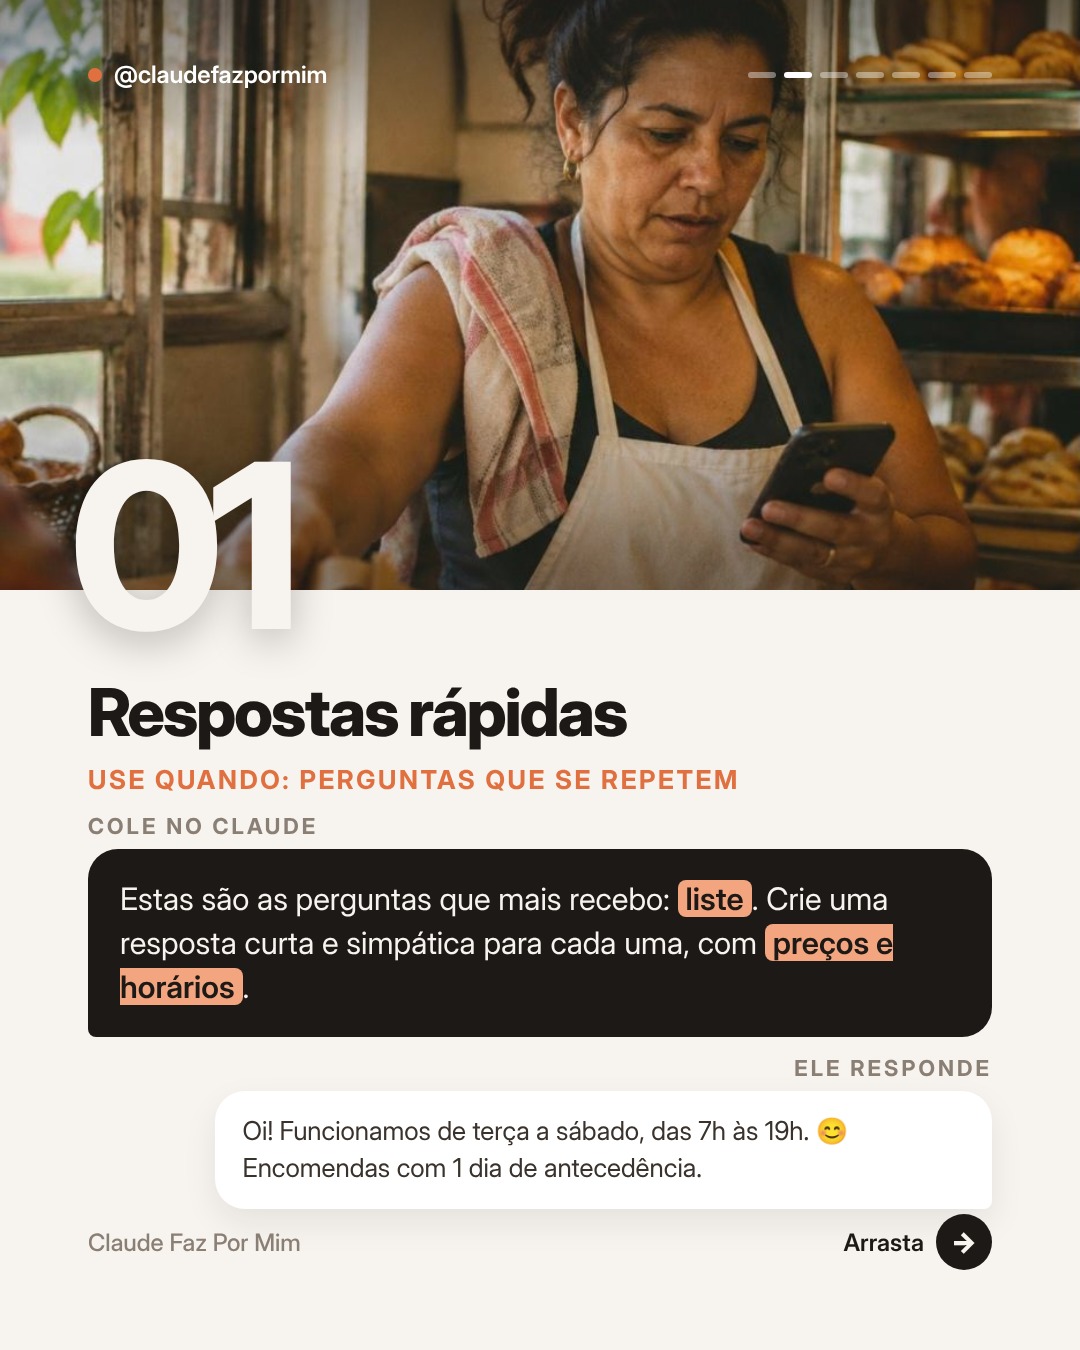 @claudefazpormim
01
Respostas rápidas
USE QUANDO: PERGUNTAS QUE SE REPETEM
COLE NO CLAUDE
Estas são as perguntas que mais recebo: liste. Crie uma
resposta curta e simpática para cada uma, com preços e
horários.
ELE RESPONDE
Oi! Funcionamos de terça a sábado, das 7h às 19h. 😊
Encomendas com 1 dia de antecedência.
Claude Faz Por Mim
Arrasta →